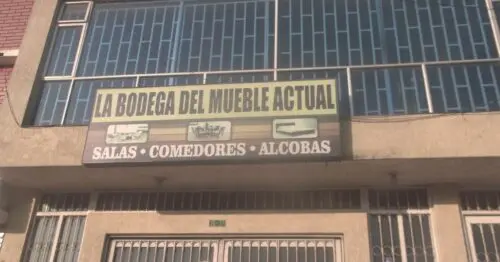 LA BODEGA DEL MUEBLE ACTUAL
SALAS • COMEDORES • ALCOBAS